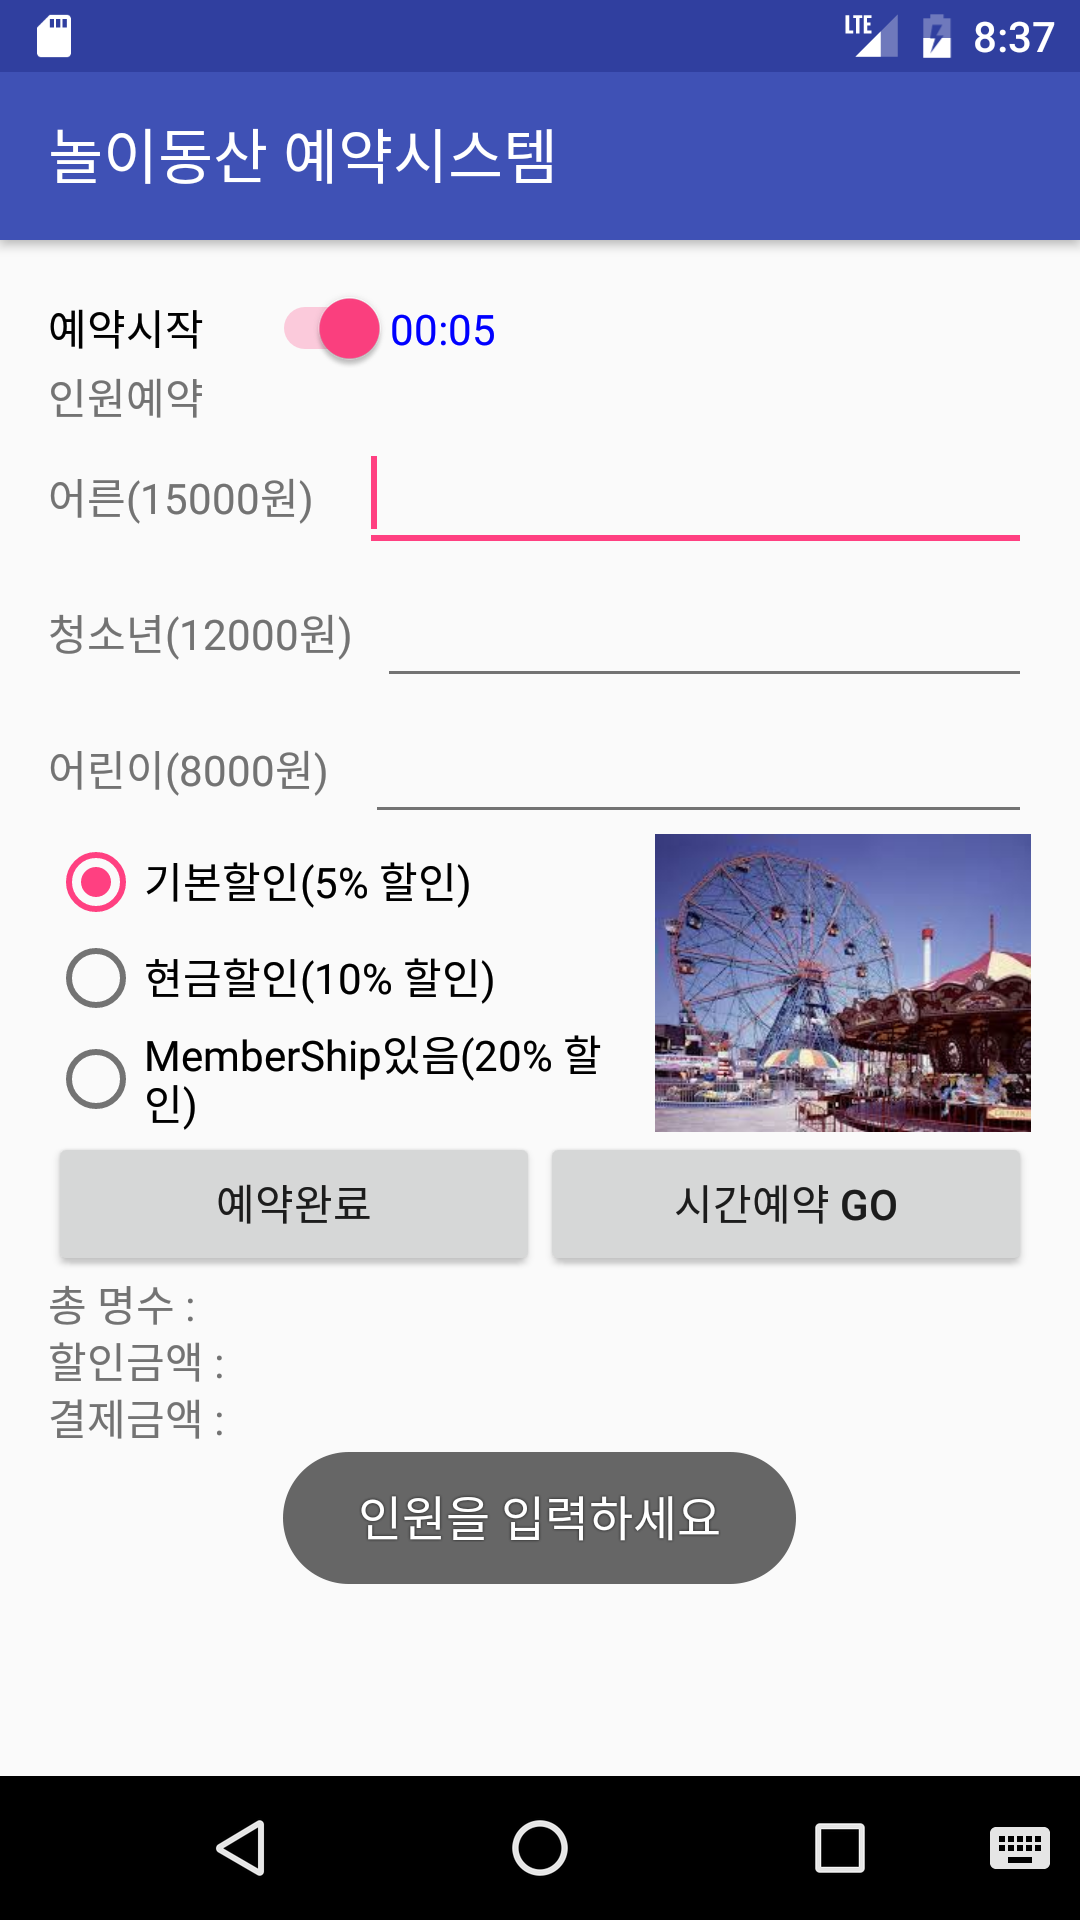 LTE 8:37
놀이동산 예약시스템
예약시작 00:05
인원예약
어른(15000원)
청소년(12000원)
어린이(8000원)
기본할인(5% 할인)
현금할인(10% 할인)
MemberShip있음(20% 할
인)
예약완료 시간예약 GO
총 명수 :
할인금액 :
결제금액 :
인원을 입력하세요